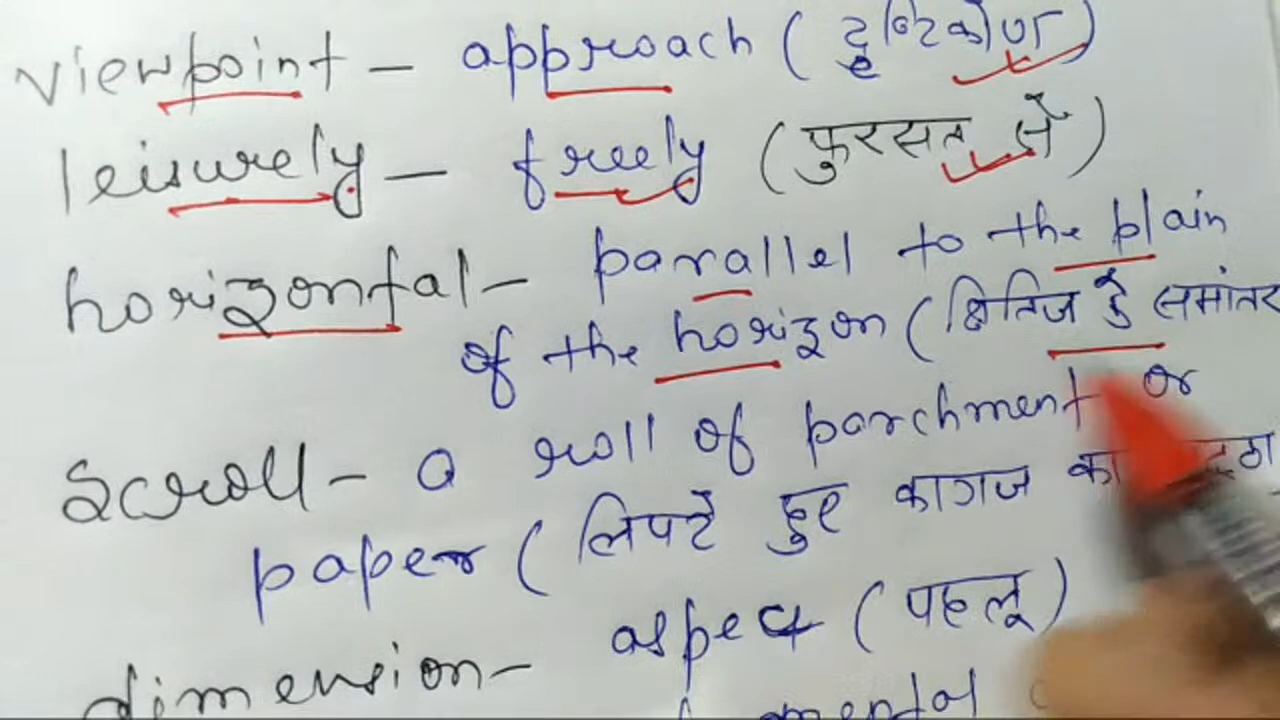 viewpoint - approach (दृष्टिकोण)
leisurely - freely (फुरसत से)
horizontal - parallel to the plain
of the horizon (क्षितिज के समांतर
Scroll - a roll of parchment or
paper (लिपटे हुए कागज का
dimension - aspect (पहलू)
mental